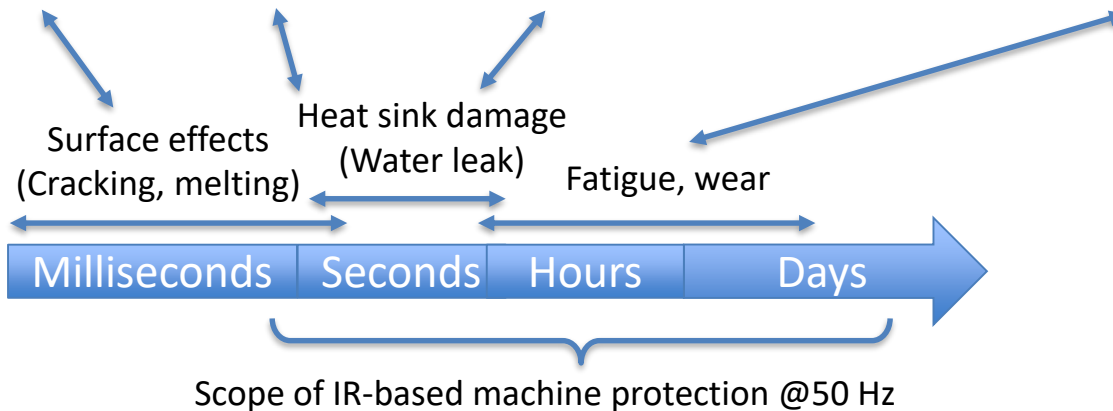 Surface effects
(Cracking, melting)
Heat sink damage
(Water leak)
Fatigue, wear
Milliseconds
Seconds
Hours
Days
Scope of IR-based machine protection @50 Hz